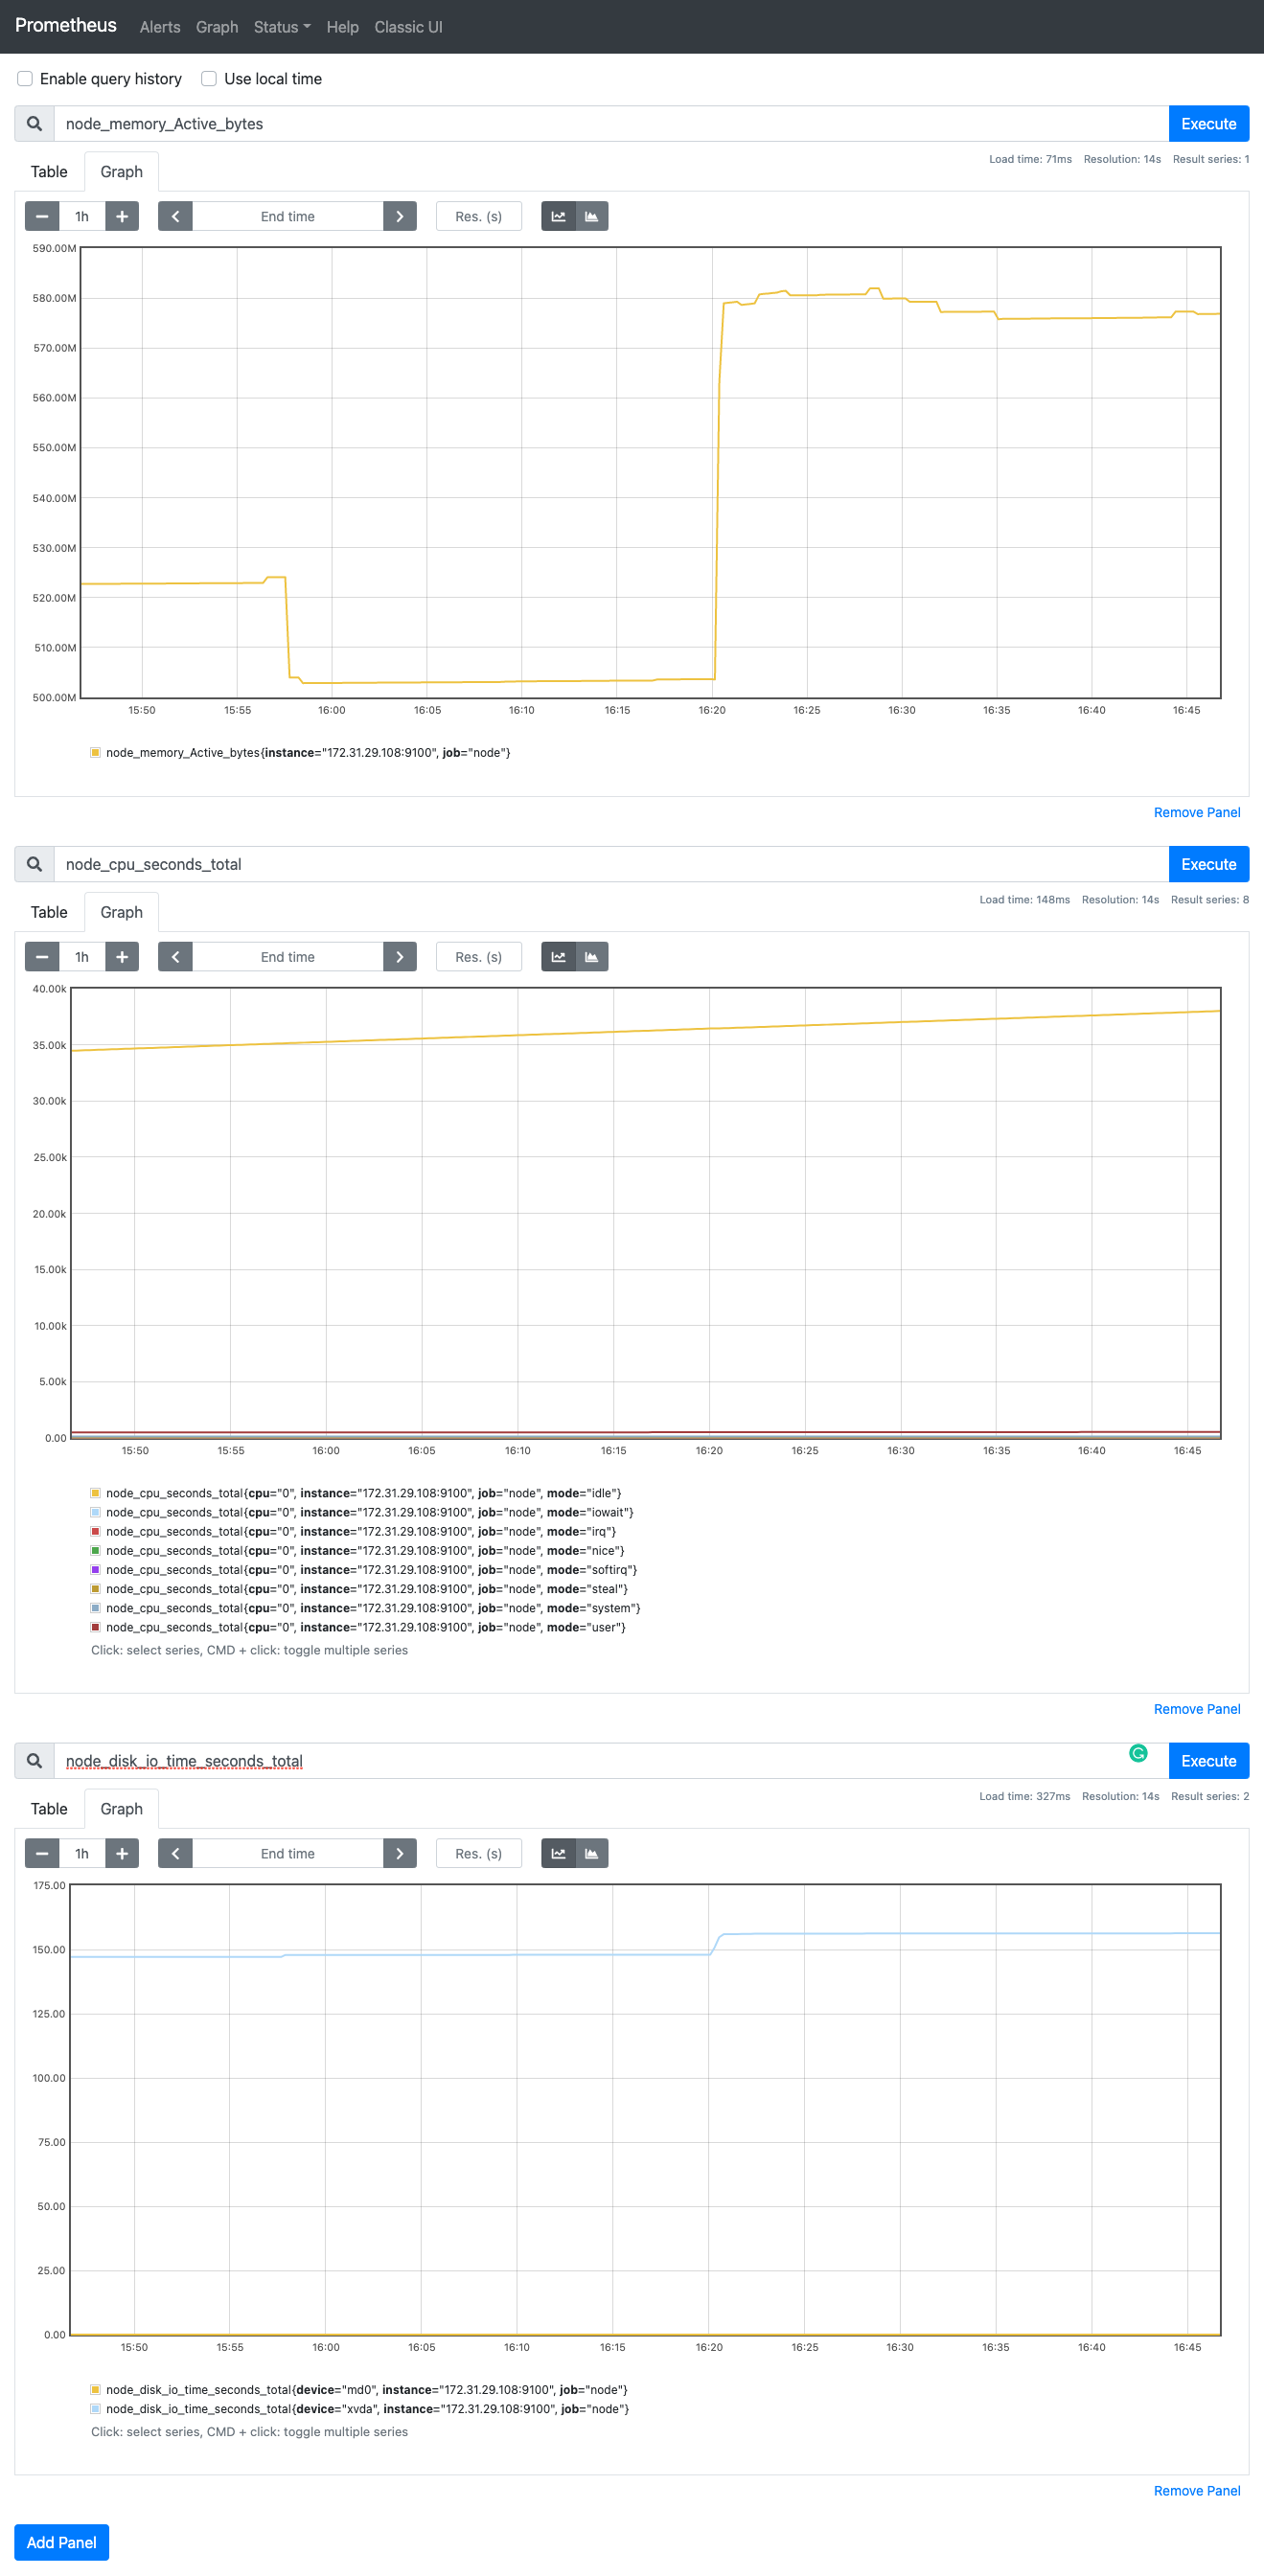 Prometheus Alerts Graph Status Help Classic UI
Enable query history Use local time
node_memory_Active_bytes Execute
Table Graph Load time: 71ms Resolution: 14s Result series: 1
1h End time Res. (s)
590.00M
580.00M
570.00M
560.00M
550.00M
540.00M
530.00M
520.00M
510.00M
500.00M
15:50 15:55 16:00 16:05 16:10 16:15 16:20 16:25 16:30 16:35 16:40 16:45
node_memory_Active_bytes{instance="172.31.29.108:9100", job="node"}
Remove Panel
node_cpu_seconds_total Execute
Table Graph Load time: 148ms Resolution: 14s Result series: 8
1h End time Res. (s)
40.00k
35.00k
30.00k
25.00k
20.00k
15.00k
10.00k
5.00k
0.00
15:50 15:55 16:00 16:05 16:10 16:15 16:20 16:25 16:30 16:35 16:40 16:45
node_cpu_seconds_total{cpu="0", instance="172.31.29.108:9100", job="node", mode="idle"}
node_cpu_seconds_total{cpu="0", instance="172.31.29.108:9100", job="node", mode="iowait"}
node_cpu_seconds_total{cpu="0", instance="172.31.29.108:9100", job="node", mode="irq"}
node_cpu_seconds_total{cpu="0", instance="172.31.29.108:9100", job="node", mode="nice"}
node_cpu_seconds_total{cpu="0", instance="172.31.29.108:9100", job="node", mode="softirq"}
node_cpu_seconds_total{cpu="0", instance="172.31.29.108:9100", job="node", mode="steal"}
node_cpu_seconds_total{cpu="0", instance="172.31.29.108:9100", job="node", mode="system"}
node_cpu_seconds_total{cpu="0", instance="172.31.29.108:9100", job="node", mode="user"}
Click: select series, CMD + click: toggle multiple series
Remove Panel
node_disk_io_time_seconds_total Execute
Table Graph Load time: 327ms Resolution: 14s Result series: 2
1h End time Res. (s)
175.00
150.00
125.00
100.00
75.00
50.00
25.00
0.00
15:50 15:55 16:00 16:05 16:10 16:15 16:20 16:25 16:30 16:35 16:40 16:45
node_disk_io_time_seconds_total{device="md0", instance="172.31.29.108:9100", job="node"}
node_disk_io_time_seconds_total{device="xvda", instance="172.31.29.108:9100", job="node"}
Click: select series, CMD + click: toggle multiple series
Remove Panel
Add Panel